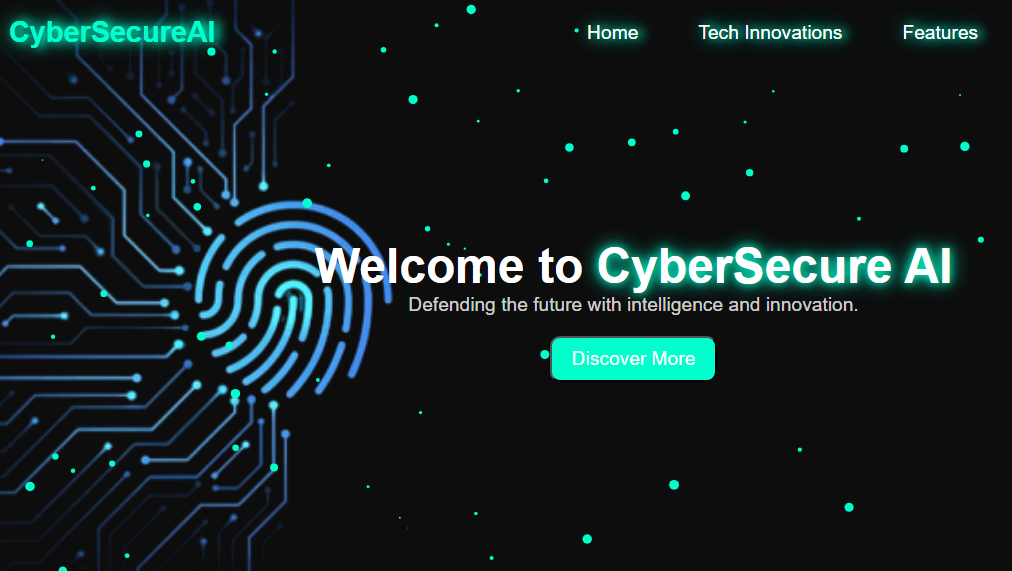 CyberSecureAI
Home Tech Innovations Features
Welcome to CyberSecure AI
Defending the future with intelligence and innovation.
Discover More